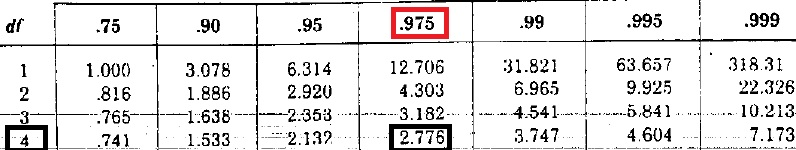 df .75 .90 .95 .975 .99 .995 .999
1 1.000 3.078 6.314 12.706 31.821 63.657 318.31
2 .816 1.886 2.920 4.303 6.965 9.925 22.326
3 .765 1.638 2.353 3.182 4.541 5.841 10.213
4 .741 1.533 2.132 2.776 3.747 4.604 7.173